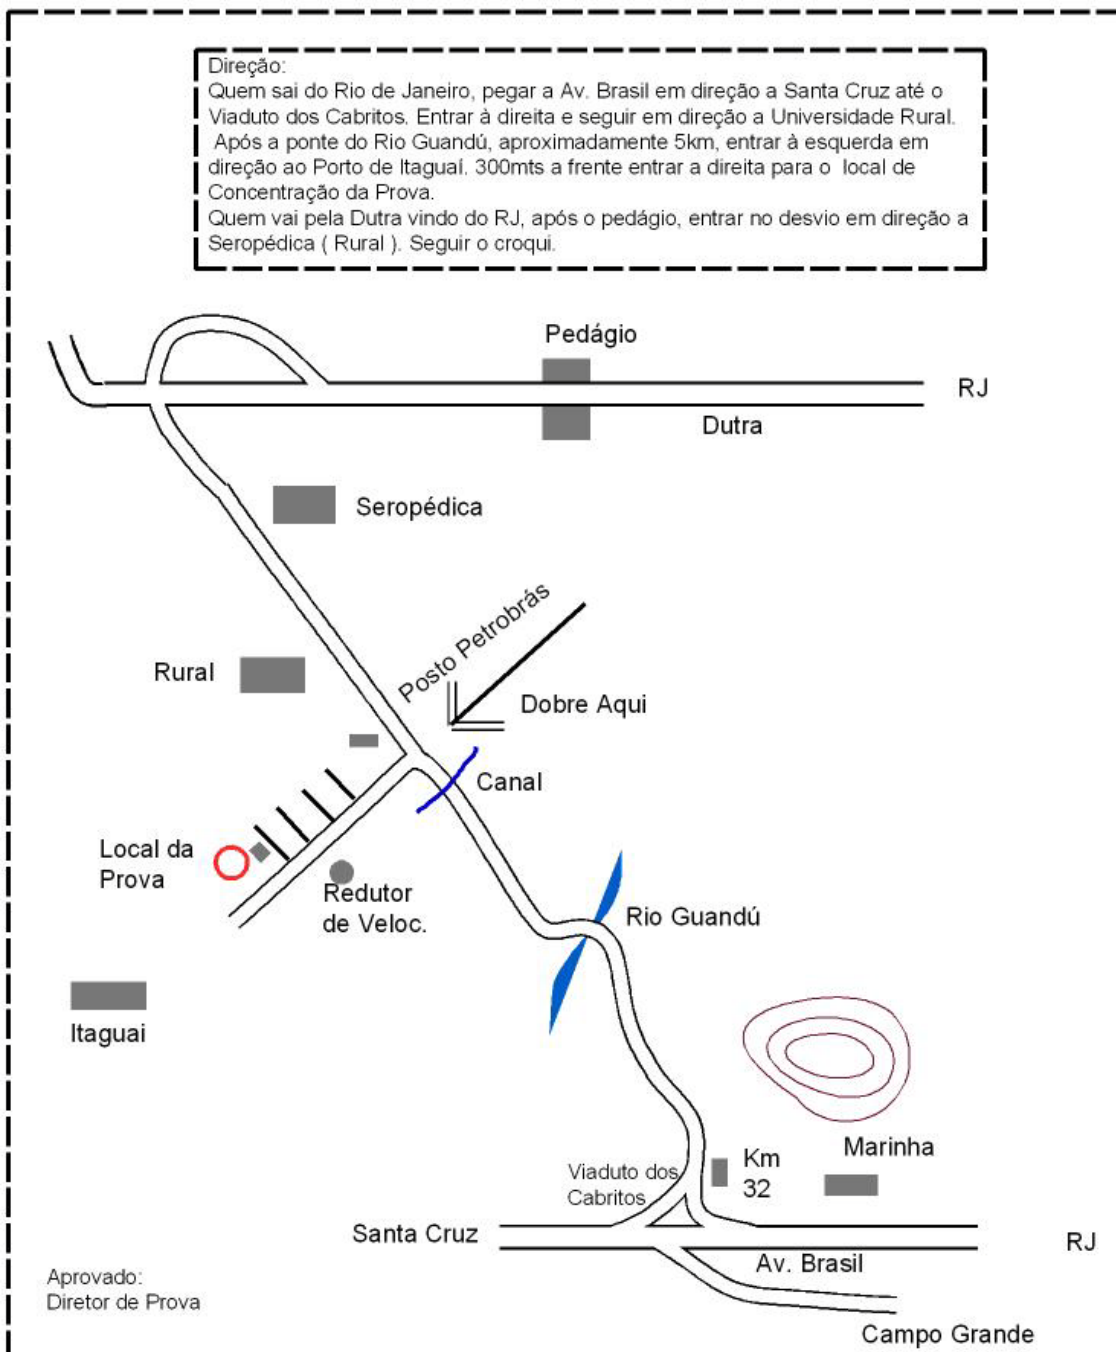 Direção:
Quem sai do Rio de Janeiro, pegar a Av. Brasil em direção a Santa Cruz até o
Viaduto dos Cabritos. Entrar à direita e seguir em direção a Universidade Rural.
Após a ponte do Rio Guandú, aproximadamente 5km, entrar à esquerda em
direção ao Porto de Itaguaí. 300mts a frente entrar a direita para o local de
Concentração da Prova.
Quem vai pela Dutra vindo do RJ, após o pedágio, entrar no desvio em direção a
Seropédica ( Rural ). Seguir o croqui.
Pedágio
RJ
Dutra
Seropédica
Posto Petrobrás
Rural
Dobre Aqui
Canal
Local da
Prova
Redutor
de Veloc.
Rio Guandú
Itaguai
Marinha
Km
32
Viaduto dos
Cabritos
Santa Cruz
RJ
Av. Brasil
Aprovado:
Diretor de Prova
Campo Grande